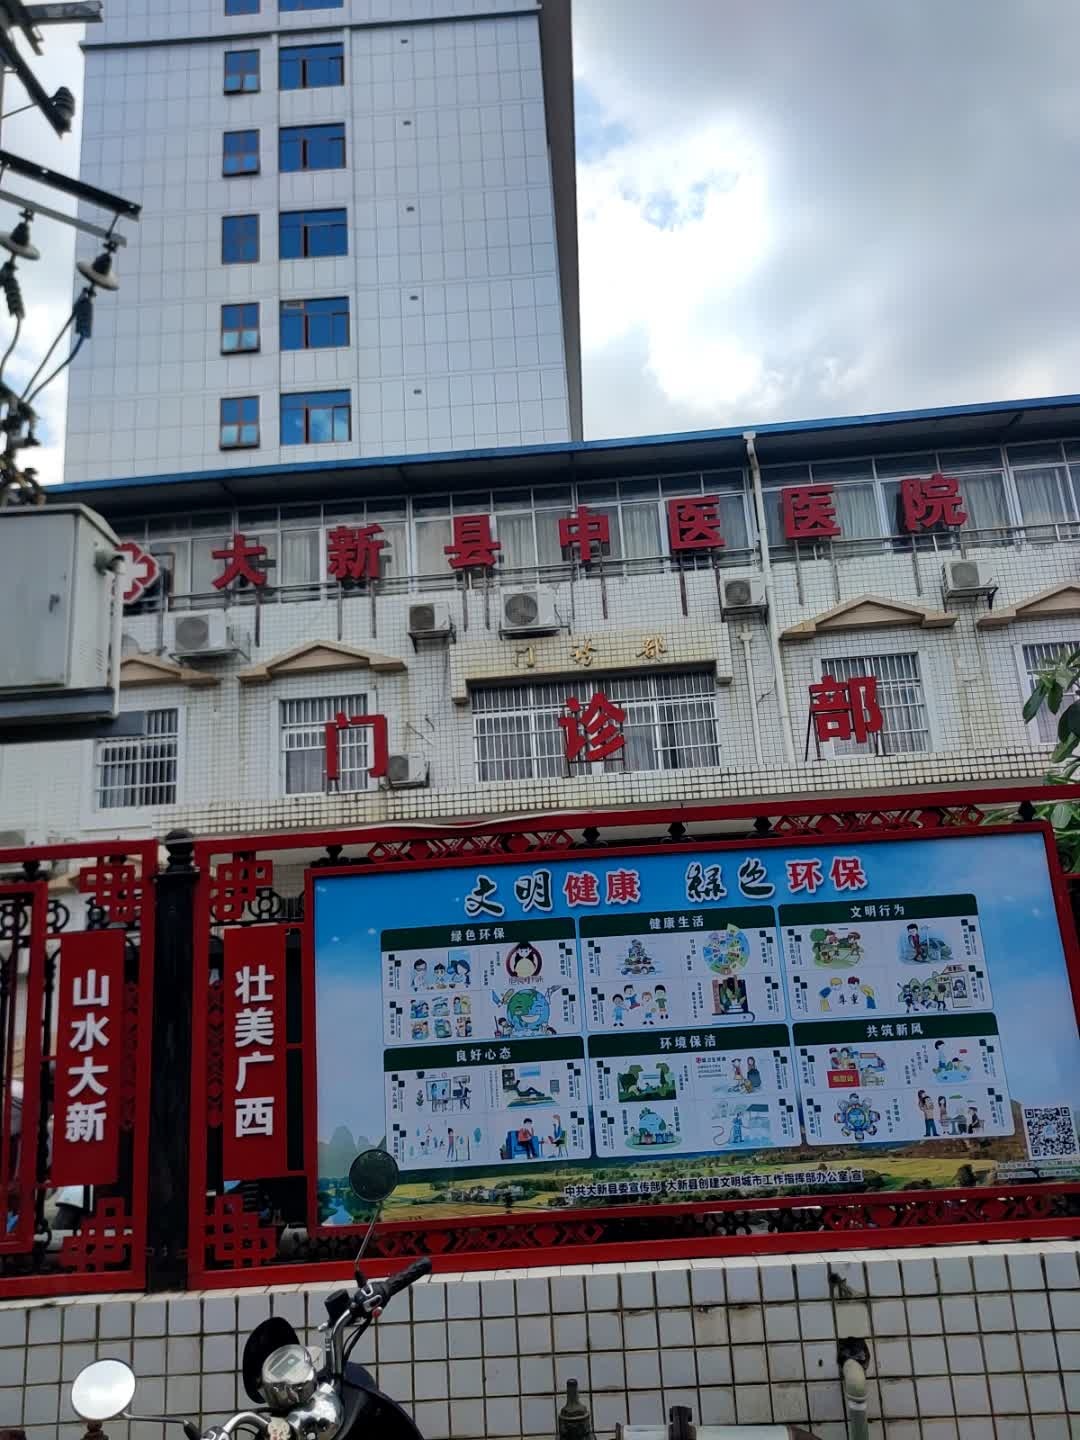 大新县中医医院
门诊部
门诊部
文明健康 绿色环保
绿色环保
健康生活
文明行为
良好心态
环境保洁
共筑新风
尊重
山水大新
壮美广西
中共大新县委宣传部 大新县创建文明城市工作指挥部办公室 宣